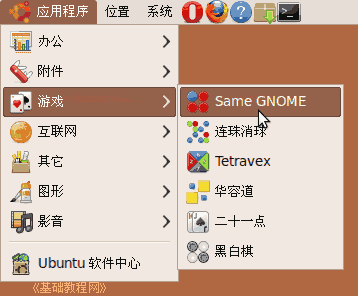 应用程序 位置 系统
办公
附件
游戏
互联网
其它
图形
影音
Ubuntu 软件中心
Same GNOME
连珠消球
Tetravex
华容道
二十一点
黑白棋
《基础教程网》